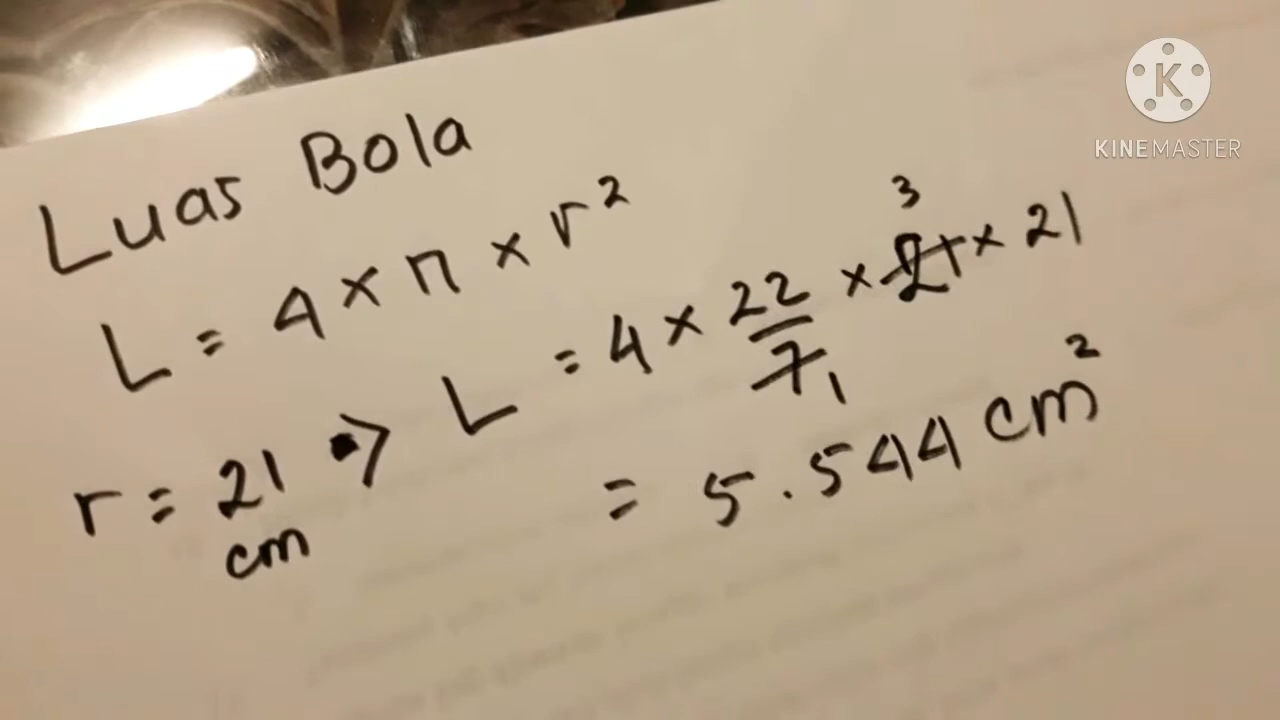 Luas Bola
L = 4 × π × r²
r = 21 cm ⇒ L = 4 × 22/7 × 21 × 21
3
1
= 5.544 cm²
K
KINEMASTER